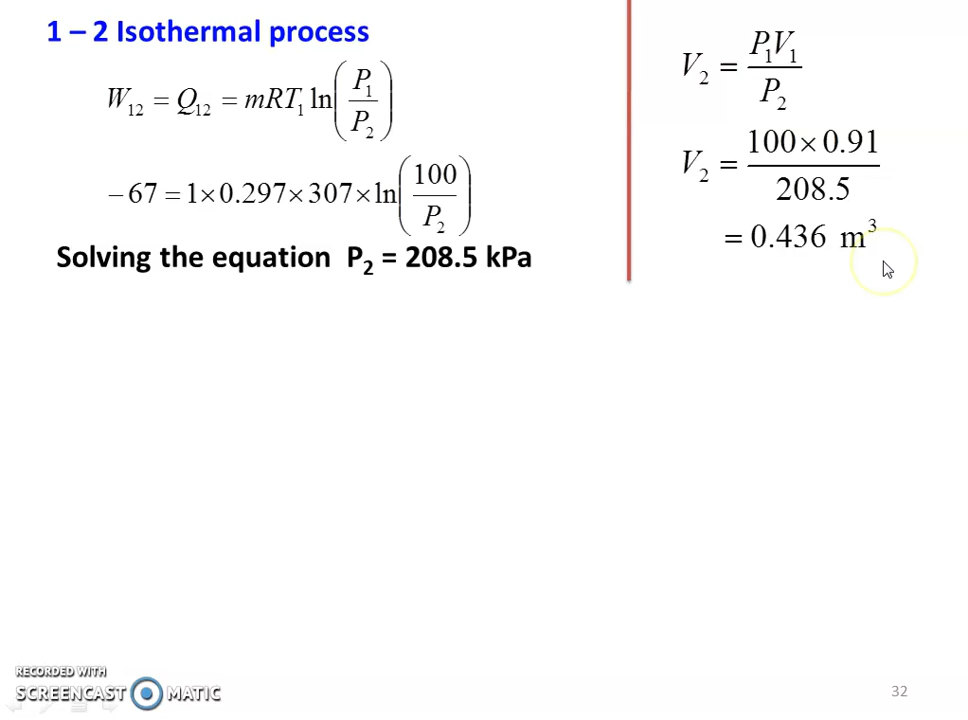 1 – 2 Isothermal process
W₁₂ = Q₁₂ = mRT₁ ln(P₁/P₂)
– 67 = 1×0.297×307×ln(100/P₂)
Solving the equation P₂ = 208.5 kPa
V₂ = P₁V₁/P₂
V₂ = 100×0.91/208.5
= 0.436 m³
RECORDED WITH
SCREENCAST MATIC
32